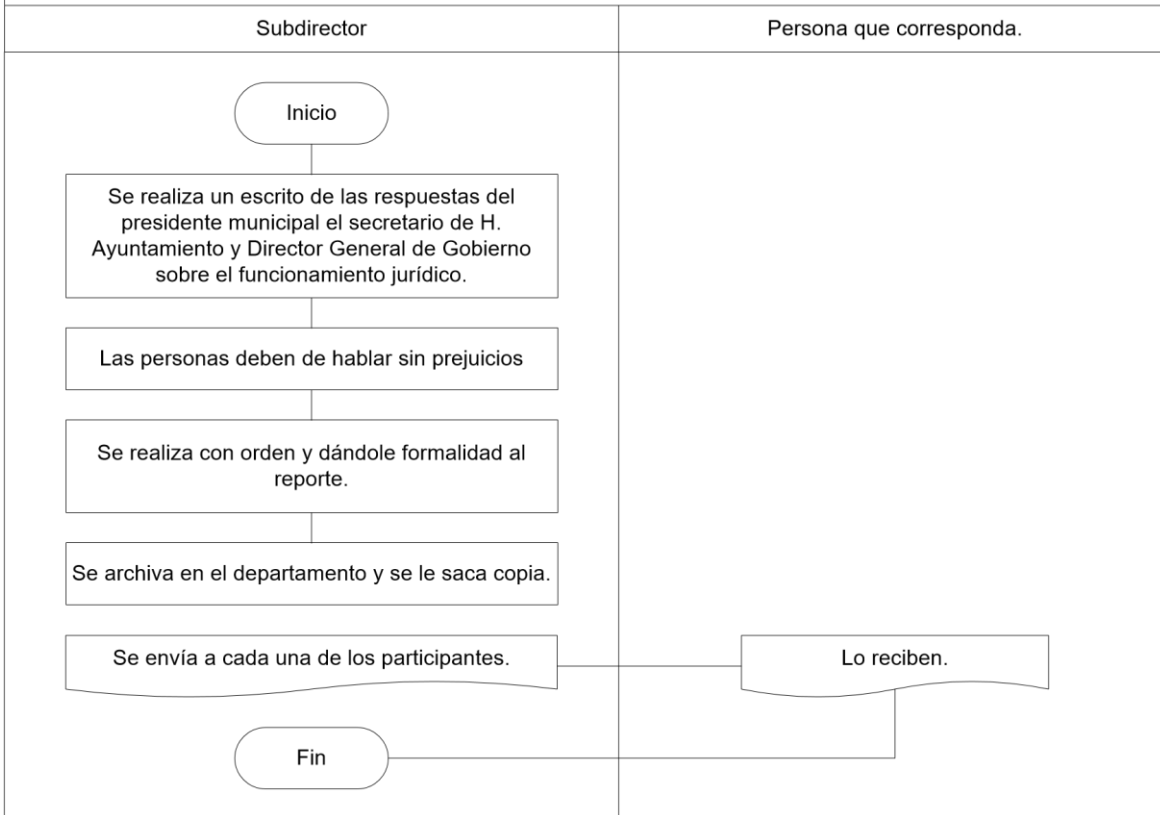 Subdirector
Persona que corresponda.
Inicio
Se realiza un escrito de las respuestas del
presidente municipal el secretario de H.
Ayuntamiento y Director General de Gobierno
sobre el funcionamiento jurídico.
Las personas deben de hablar sin prejuicios
Se realiza con orden y dándole formalidad al
reporte.
Se archiva en el departamento y se le saca copia.
Se envía a cada una de los participantes.
Lo reciben.
Fin